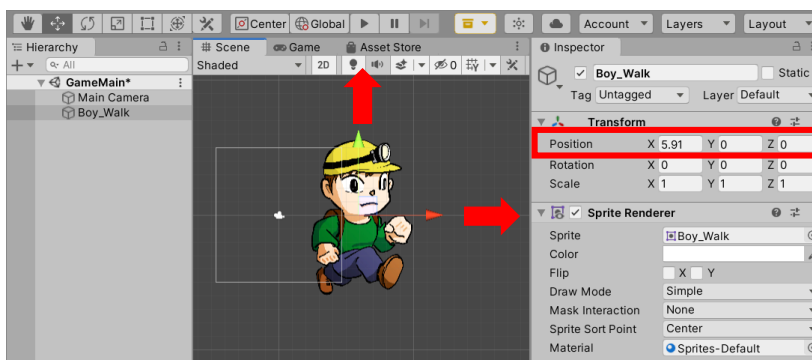 Center Global Account Layers Layout
Hierarchy
All
GameMain*
Main Camera
Boy_Walk
Scene Game Asset Store
Shaded 2D 0
Inspector
Boy_Walk Static
Tag Untagged Layer Default
Transform
Position X 5.91 Y 0 Z 0
Rotation X 0 Y 0 Z 0
Scale X 1 Y 1 Z 1
Sprite Renderer
Sprite Boy_Walk
Color
Flip X Y
Draw Mode Simple
Mask Interaction None
Sprite Sort Point Center
Material Sprites-Default